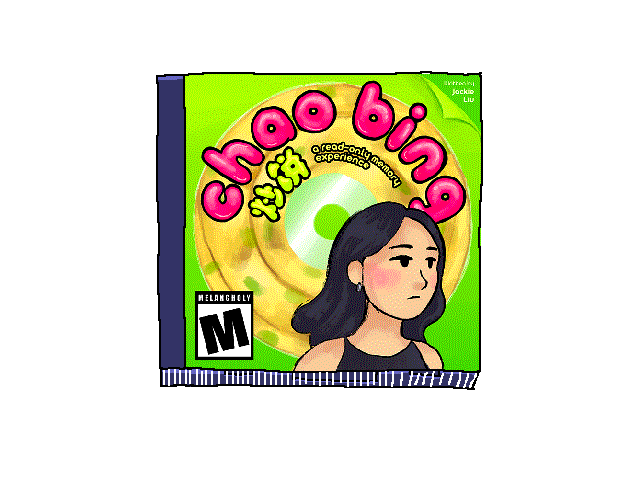 chao bing
炒饼
a read-only memory
experience
Jackie
Liu
MELANCHOLY
M